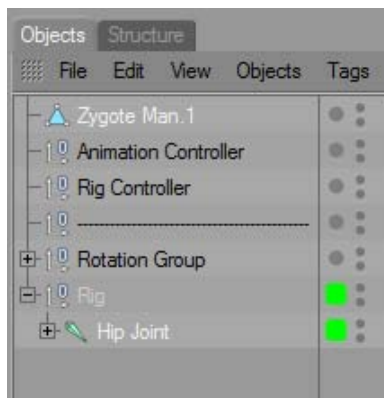 Objects Structure
File Edit View Objects Tags
Zygote Man.1
Animation Controller
Rig Controller
------------------------------------------
Rotation Group
Rig
Hip Joint